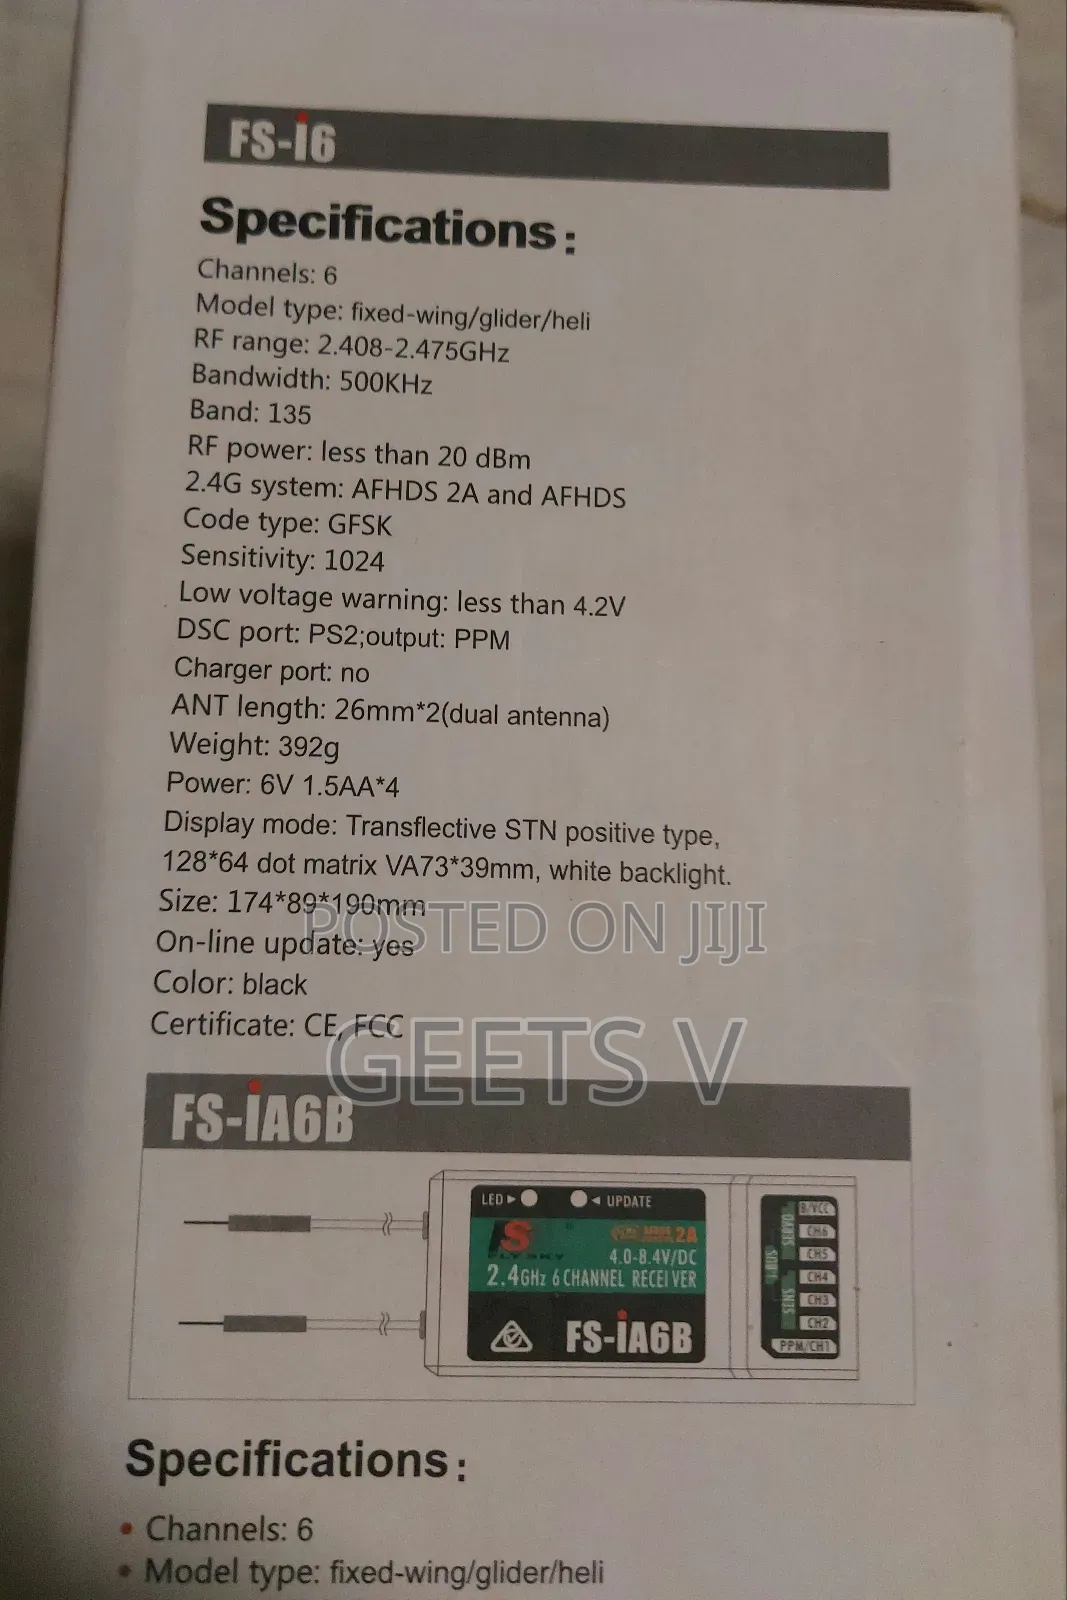 FS-i6
Specifications:
Channels: 6
Model type: fixed-wing/glider/heli
RF range: 2.408-2.475GHz
Bandwidth: 500KHz
Band: 135
RF power: less than 20 dBm
2.4G system: AFHDS 2A and AFHDS
Code type: GFSK
Sensitivity: 1024
Low voltage warning: less than 4.2V
DSC port: PS2;output: PPM
Charger port: no
ANT length: 26mm*2(dual antenna)
Weight: 392g
Power: 6V 1.5AA*4
Display mode: Transflective STN positive type,
128*64 dot matrix VA73*39mm, white backlight.
Size: 174*89*190mm
POSTED ON JIJI
On-line update: yes
Color: black
Certificate: CE, FCC
GEETS V
FS-iA6B
LED UPDATE
FS
FLYSKY
2A
4.0-8.4V/DC
2.4GHz 6 CHANNEL RECEIVER
FS-iA6B
B/VCC
CH6
CH5
CH4
CH3
CH2
PPM/CH1
SERVO
SENS
Specifications:
• Channels: 6
• Model type: fixed-wing/glider/heli